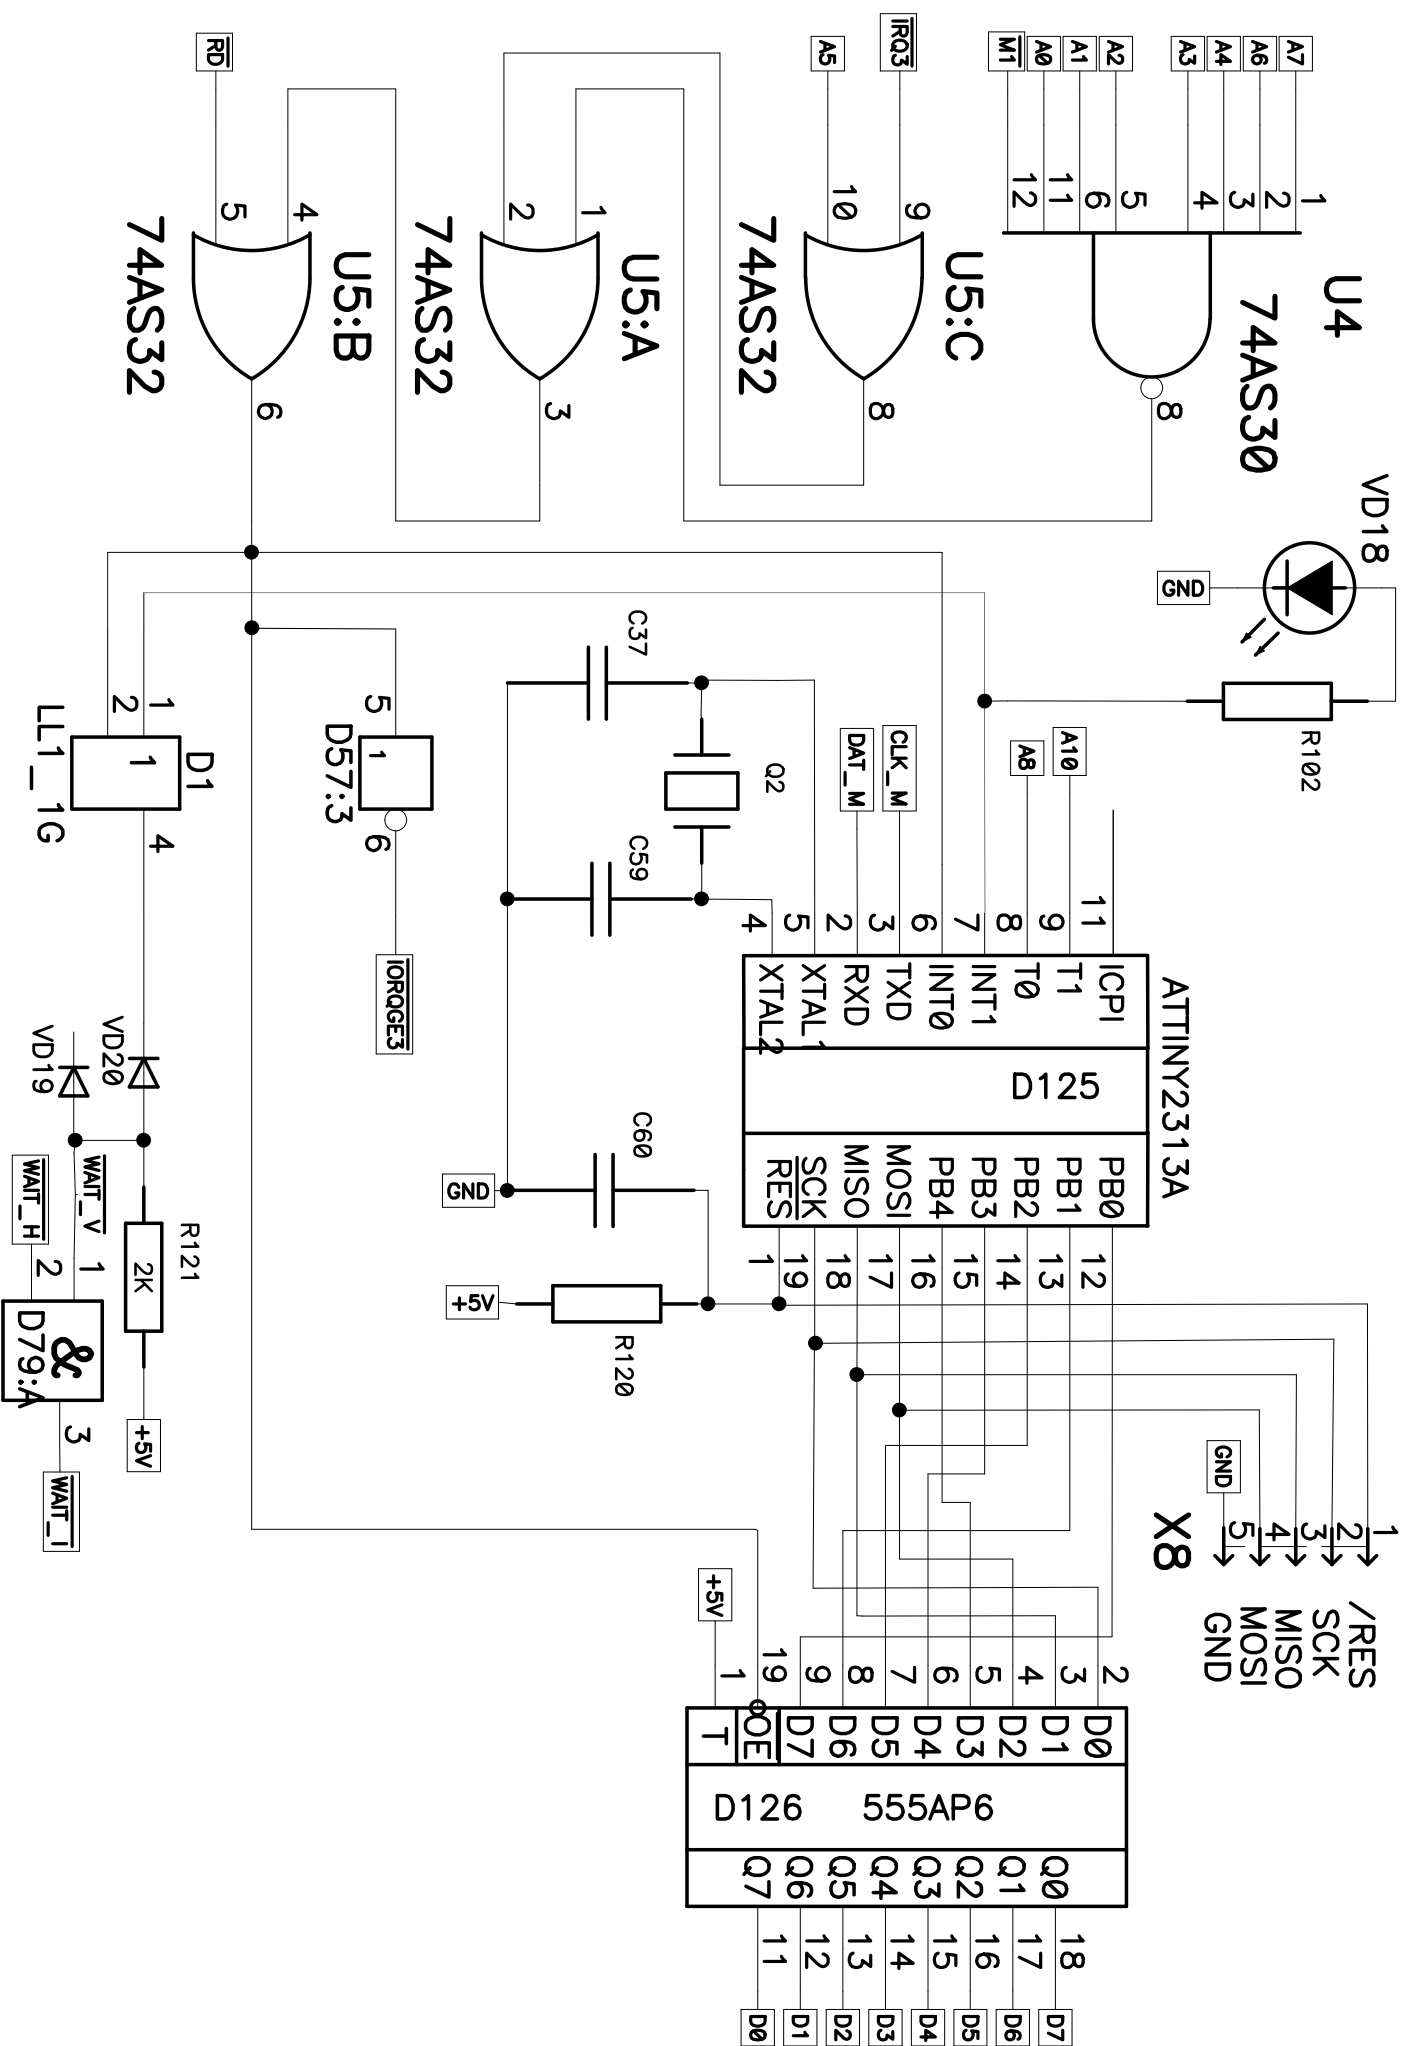 U4
74AS30
A7
A6
A4
A3
A2
A1
A0
M1
1
2
3
4
5
6
11
12
8
U5:C
74AS32
IRQ3
A5
9
10
8
U5:A
74AS32
1
2
3
U5:B
74AS32
RD
4
5
6
VD18
GND
R102
A10
A8
CLK_M
DAT_M
Q2
C37
C59
D57:3
1
5
6
IORQGE3
D1
1
LL1_1G
1
2
4
VD20
VD19
WAIT_V
WAIT_H
R121
2K
+5V
1
2
&
D79:A
3
WAIT_I
ATTINY2313A
D125
11
9
8
7
6
3
2
5
4
ICPI
T1
T0
INT1
INT0
TXD
RXD
XTAL1
XTAL2
PB0
PB1
PB2
PB3
PB4
MOSI
MISO
SCK
RES
12
13
14
15
16
17
18
19
1
C60
GND
+5V
R120
GND
X8
1
2
3
4
5
/RES
SCK
MISO
MOSI
GND
+5V
2
3
4
5
6
7
8
9
19
1
D0
D1
D2
D3
D4
D5
D6
D7
OE
T
D126 555AP6
Q0
Q1
Q2
Q3
Q4
Q5
Q6
Q7
18
17
16
15
14
13
12
11
D7
D6
D5
D4
D3
D2
D1
D0